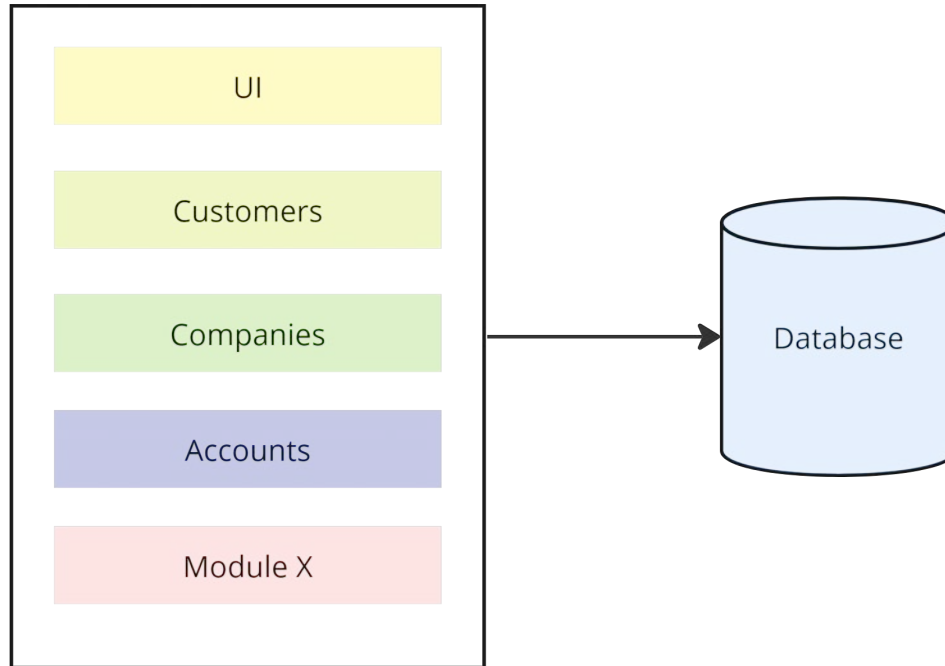 UI
Customers
Companies
Accounts
Module X
Database